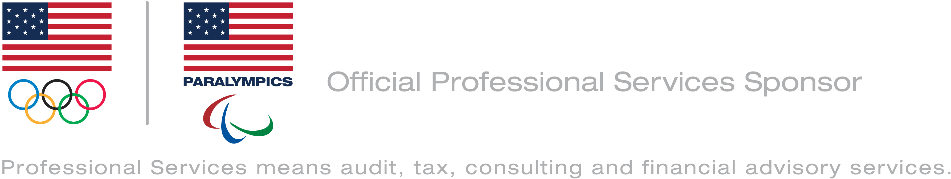 PARALYMPICS
Official Professional Services Sponsor
Professional Services means audit, tax, consulting and financial advisory services.